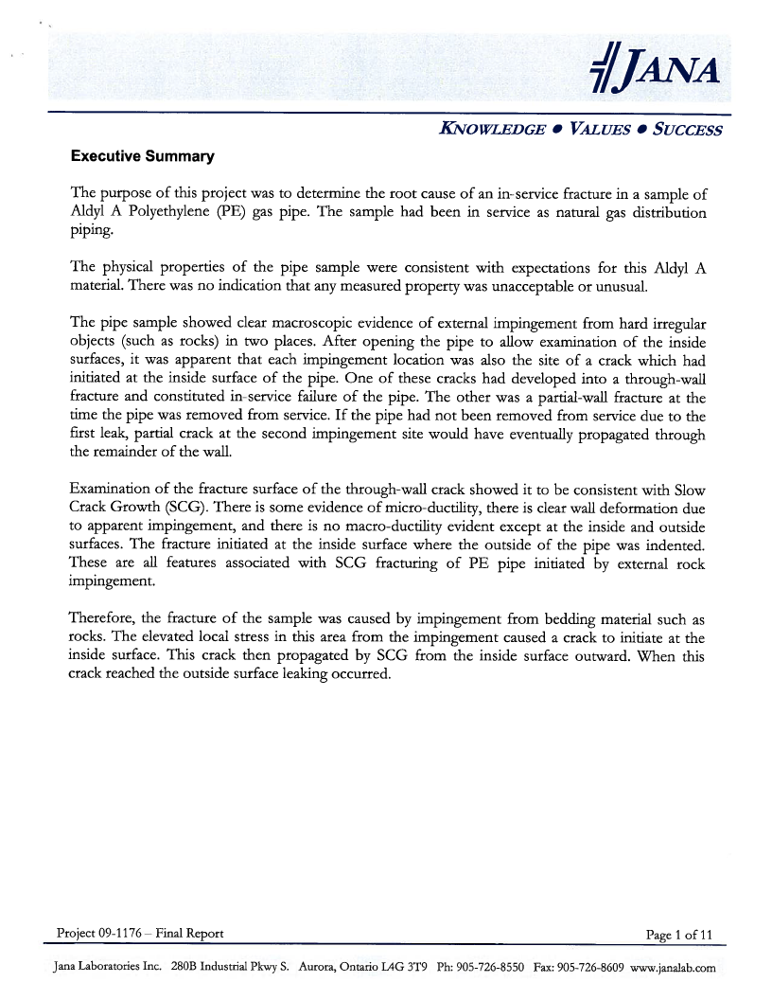 JANA
KNOWLEDGE ● VALUES ● SUCCESS
Executive Summary
The purpose of this project was to determine the root cause of an in-service fracture in a sample of
Aldyl A Polyethylene (PE) gas pipe. The sample had been in service as natural gas distribution
piping.
The physical properties of the pipe sample were consistent with expectations for this Aldyl A
material. There was no indication that any measured property was unacceptable or unusual.
The pipe sample showed clear macroscopic evidence of external impingement from hard irregular
objects (such as rocks) in two places. After opening the pipe to allow examination of the inside
surfaces, it was apparent that each impingement location was also the site of a crack which had
initiated at the inside surface of the pipe. One of these cracks had developed into a through-wall
fracture and constituted in-service failure of the pipe. The other was a partial-wall fracture at the
time the pipe was removed from service. If the pipe had not been removed from service due to the
first leak, partial crack at the second impingement site would have eventually propagated through
the remainder of the wall.
Examination of the fracture surface of the through-wall crack showed it to be consistent with Slow
Crack Growth (SCG). There is some evidence of micro-ductility, there is clear wall deformation due
to apparent impingement, and there is no macro-ductility evident except at the inside and outside
surfaces. The fracture initiated at the inside surface where the outside of the pipe was indented.
These are all features associated with SCG fracturing of PE pipe initiated by external rock
impingement.
Therefore, the fracture of the sample was caused by impingement from bedding material such as
rocks. The elevated local stress in this area from the impingement caused a crack to initiate at the
inside surface. This crack then propagated by SCG from the inside surface outward. When this
crack reached the outside surface leaking occurred.
Project 09-1176 – Final Report Page 1 of 11
Jana Laboratories Inc. 280B Industrial Pkwy S. Aurora, Ontario L4G 3T9 Ph: 905-726-8550 Fax: 905-726-8609 www.janalab.com